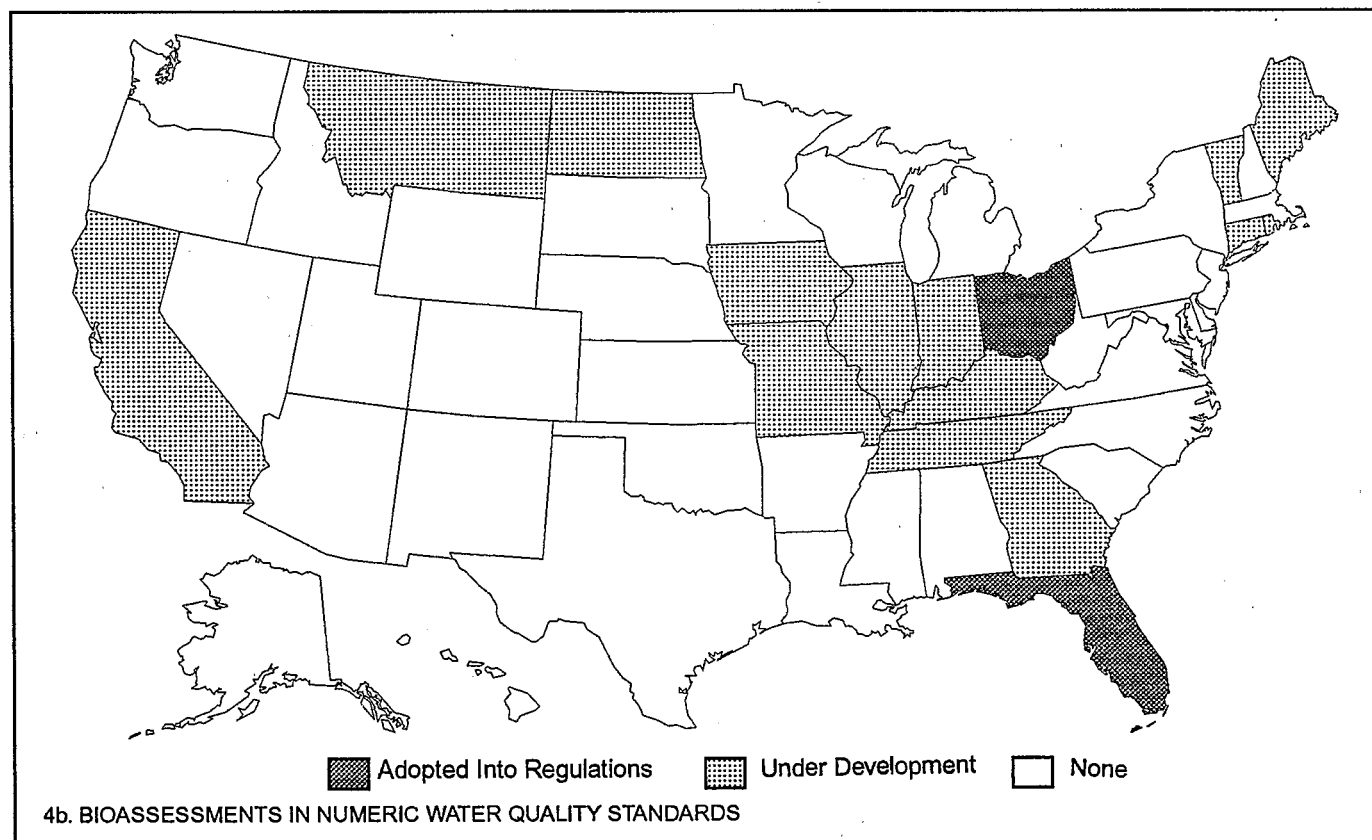 Adopted Into Regulations Under Development None
4b. BIOASSESSMENTS IN NUMERIC WATER QUALITY STANDARDS